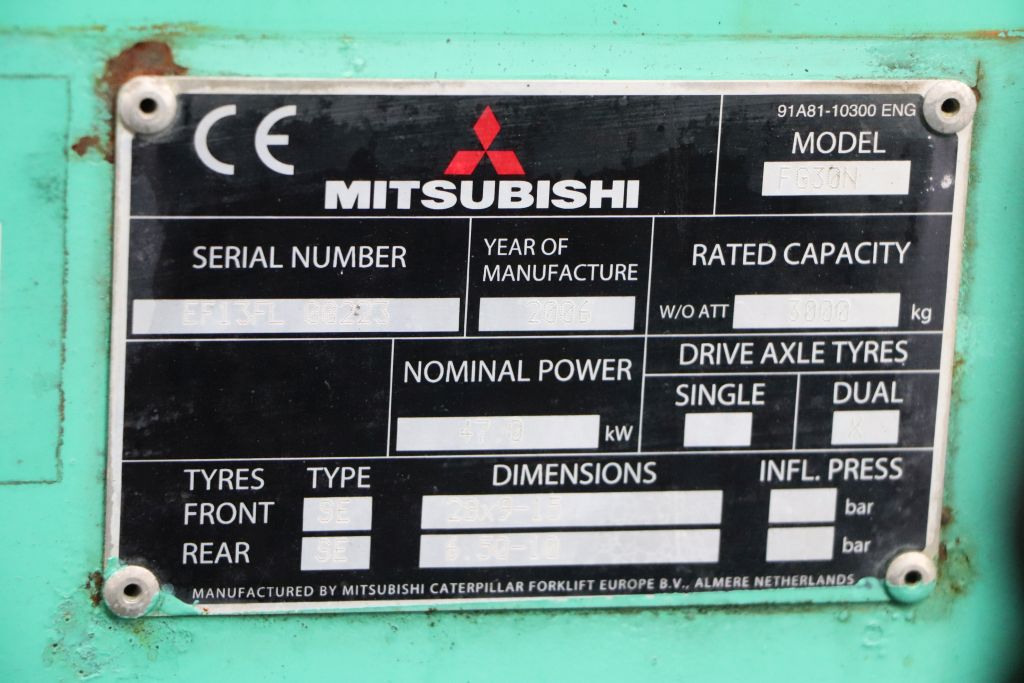 CE
MITSUBISHI
91A81-10300 ENG
MODEL
FG30N
SERIAL NUMBER
EF13FL 00223
YEAR OF
MANUFACTURE
2006
RATED CAPACITY
W/O ATT 3000 kg
NOMINAL POWER
47.0 kW
DRIVE AXLE TYRES
SINGLE DUAL
X
TYRES TYPE DIMENSIONS INFL. PRESS
FRONT SE 28x9-15 bar
REAR SE 6.50-10 bar
MANUFACTURED BY MITSUBISHI CATERPILLAR FORKLIFT EUROPE B.V., ALMERE NETHERLANDS